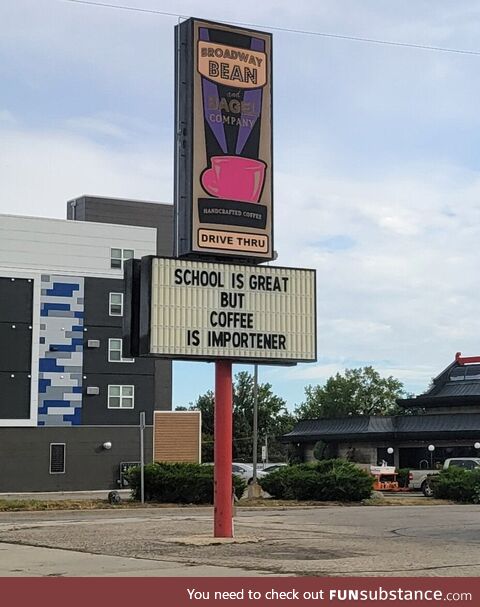 BROADWAY
BEAN
and
BAGEL
COMPANY
HANDCRAFTED COFFEE
DRIVE THRU
SCHOOL IS GREAT
BUT
COFFEE
IS IMPORTENER
You need to check out FUNsubstance.com